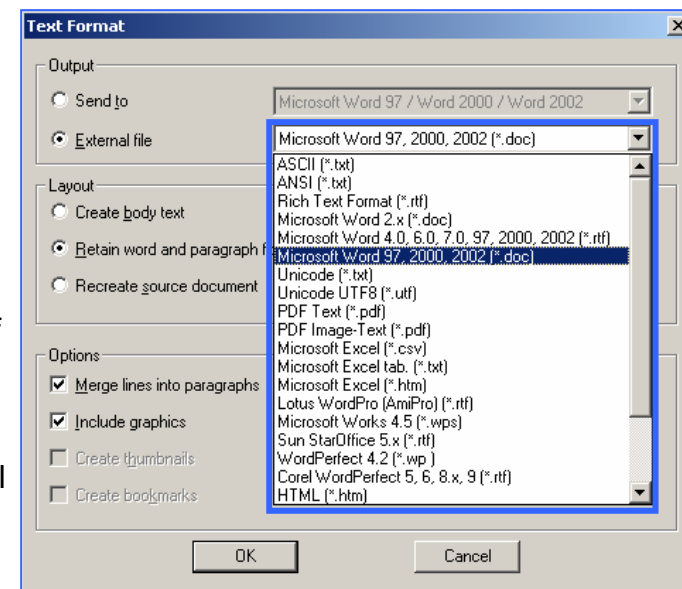 Text Format
Output
Send to
Microsoft Word 97 / Word 2000 / Word 2002
External file
Microsoft Word 97, 2000, 2002 (*.doc)
ASCII (*.txt)
ANSI (*.txt)
Rich Text Format (*.rtf)
Microsoft Word 2.x (*.doc)
Microsoft Word 4.0, 6.0, 7.0, 97, 2000, 2002 (*.rtf)
Microsoft Word 97, 2000, 2002 (*.doc)
Unicode (*.txt)
Unicode UTF8 (*.utf)
PDF Text (*.pdf)
PDF Image-Text (*.pdf)
Microsoft Excel (*.csv)
Microsoft Excel tab. (*.txt)
Microsoft Excel (*.htm)
Lotus WordPro (AmiPro) (*.rtf)
Microsoft Works 4.5 (*.wps)
Sun StarOffice 5.x (*.rtf)
WordPerfect 4.2 (*.wp )
Corel WordPerfect 5, 6, 8.x, 9 (*.rtf)
HTML (*.htm)
Layout
Create body text
Retain word and paragraph f
Recreate source document
Options
Merge lines into paragraphs
Include graphics
Create thumbnails
Create bookmarks
OK
Cancel